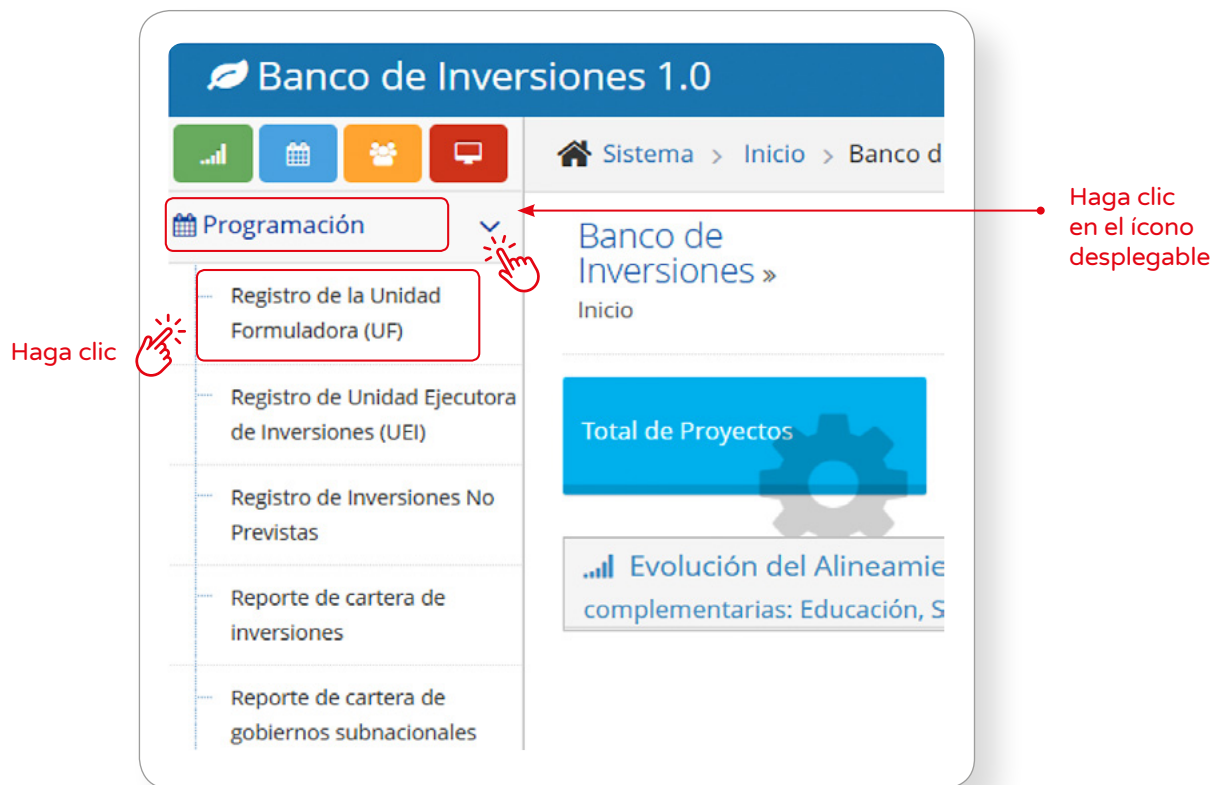 Banco de Inversiones 1.0
Sistema > Inicio > Banco d
Programación
Haga clic
en el ícono
desplegable
Banco de
Inversiones »
Inicio
Registro de la Unidad
Formuladora (UF)
Haga clic
Registro de Unidad Ejecutora
de Inversiones (UEI)
Registro de Inversiones No
Previstas
Reporte de cartera de
inversiones
Reporte de cartera de
gobiernos subnacionales
Total de Proyectos
Evolución del Alineamie
complementarias: Educación, S